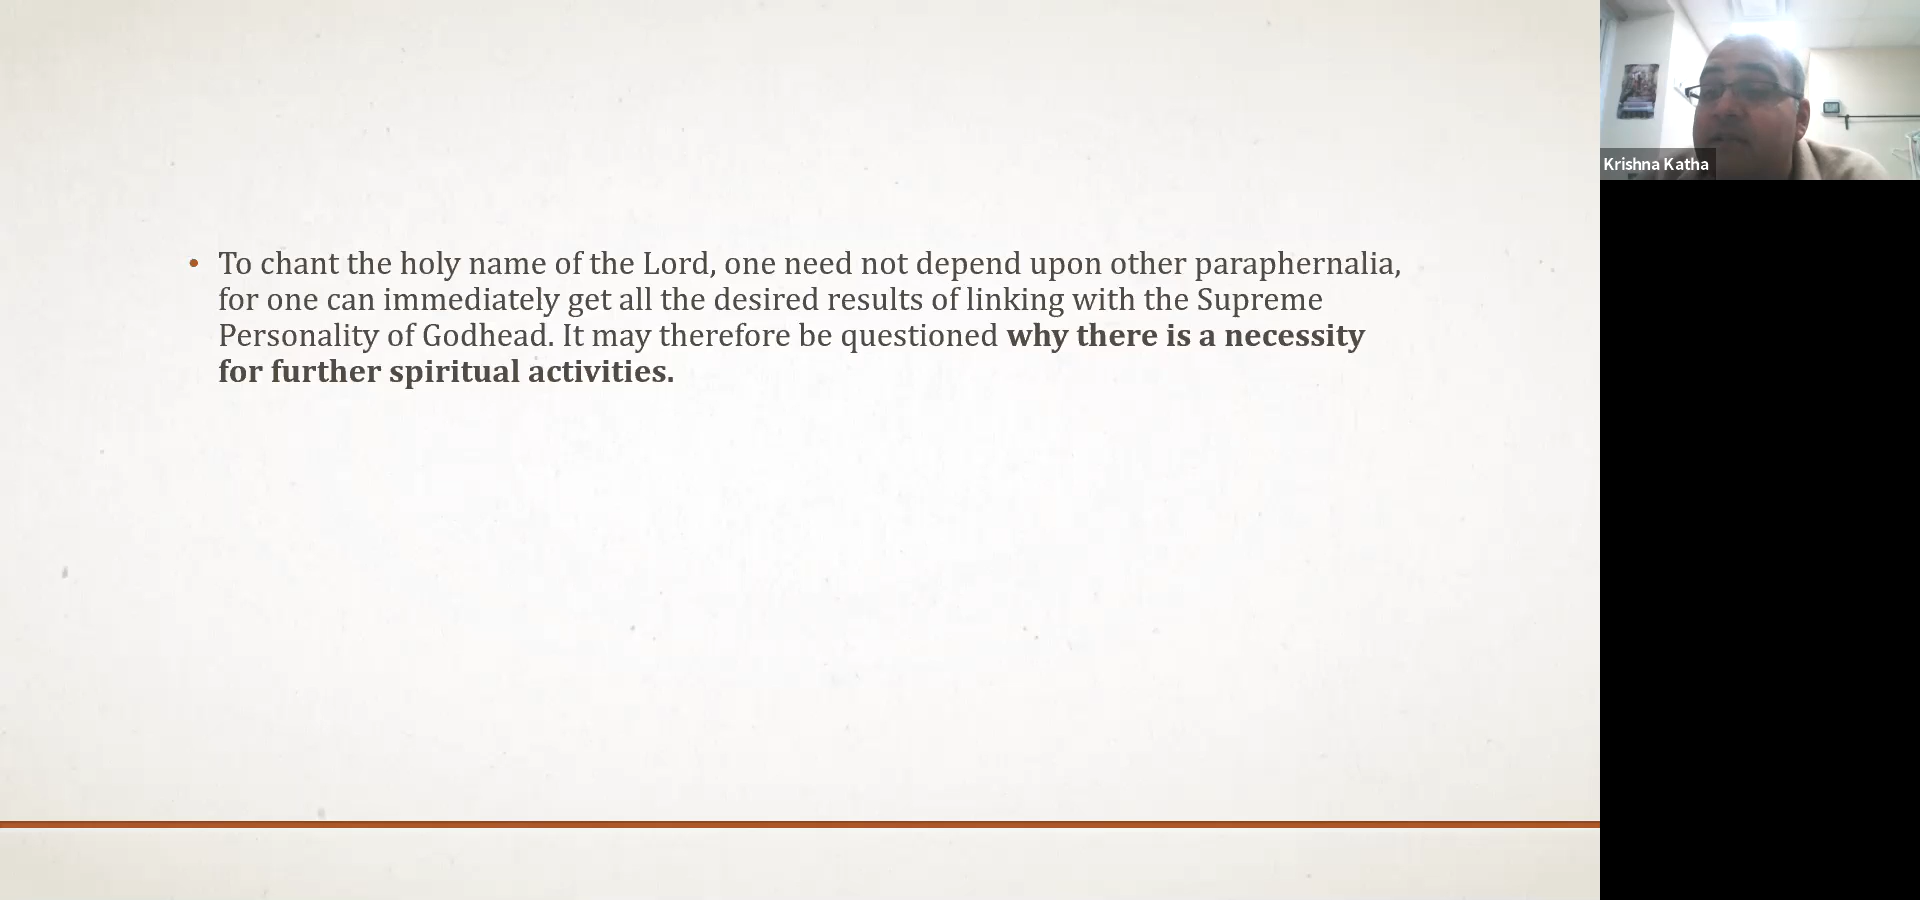 • To chant the holy name of the Lord, one need not depend upon other paraphernalia,
for one can immediately get all the desired results of linking with the Supreme
Personality of Godhead. It may therefore be questioned why there is a necessity
for further spiritual activities.
Krishna Katha